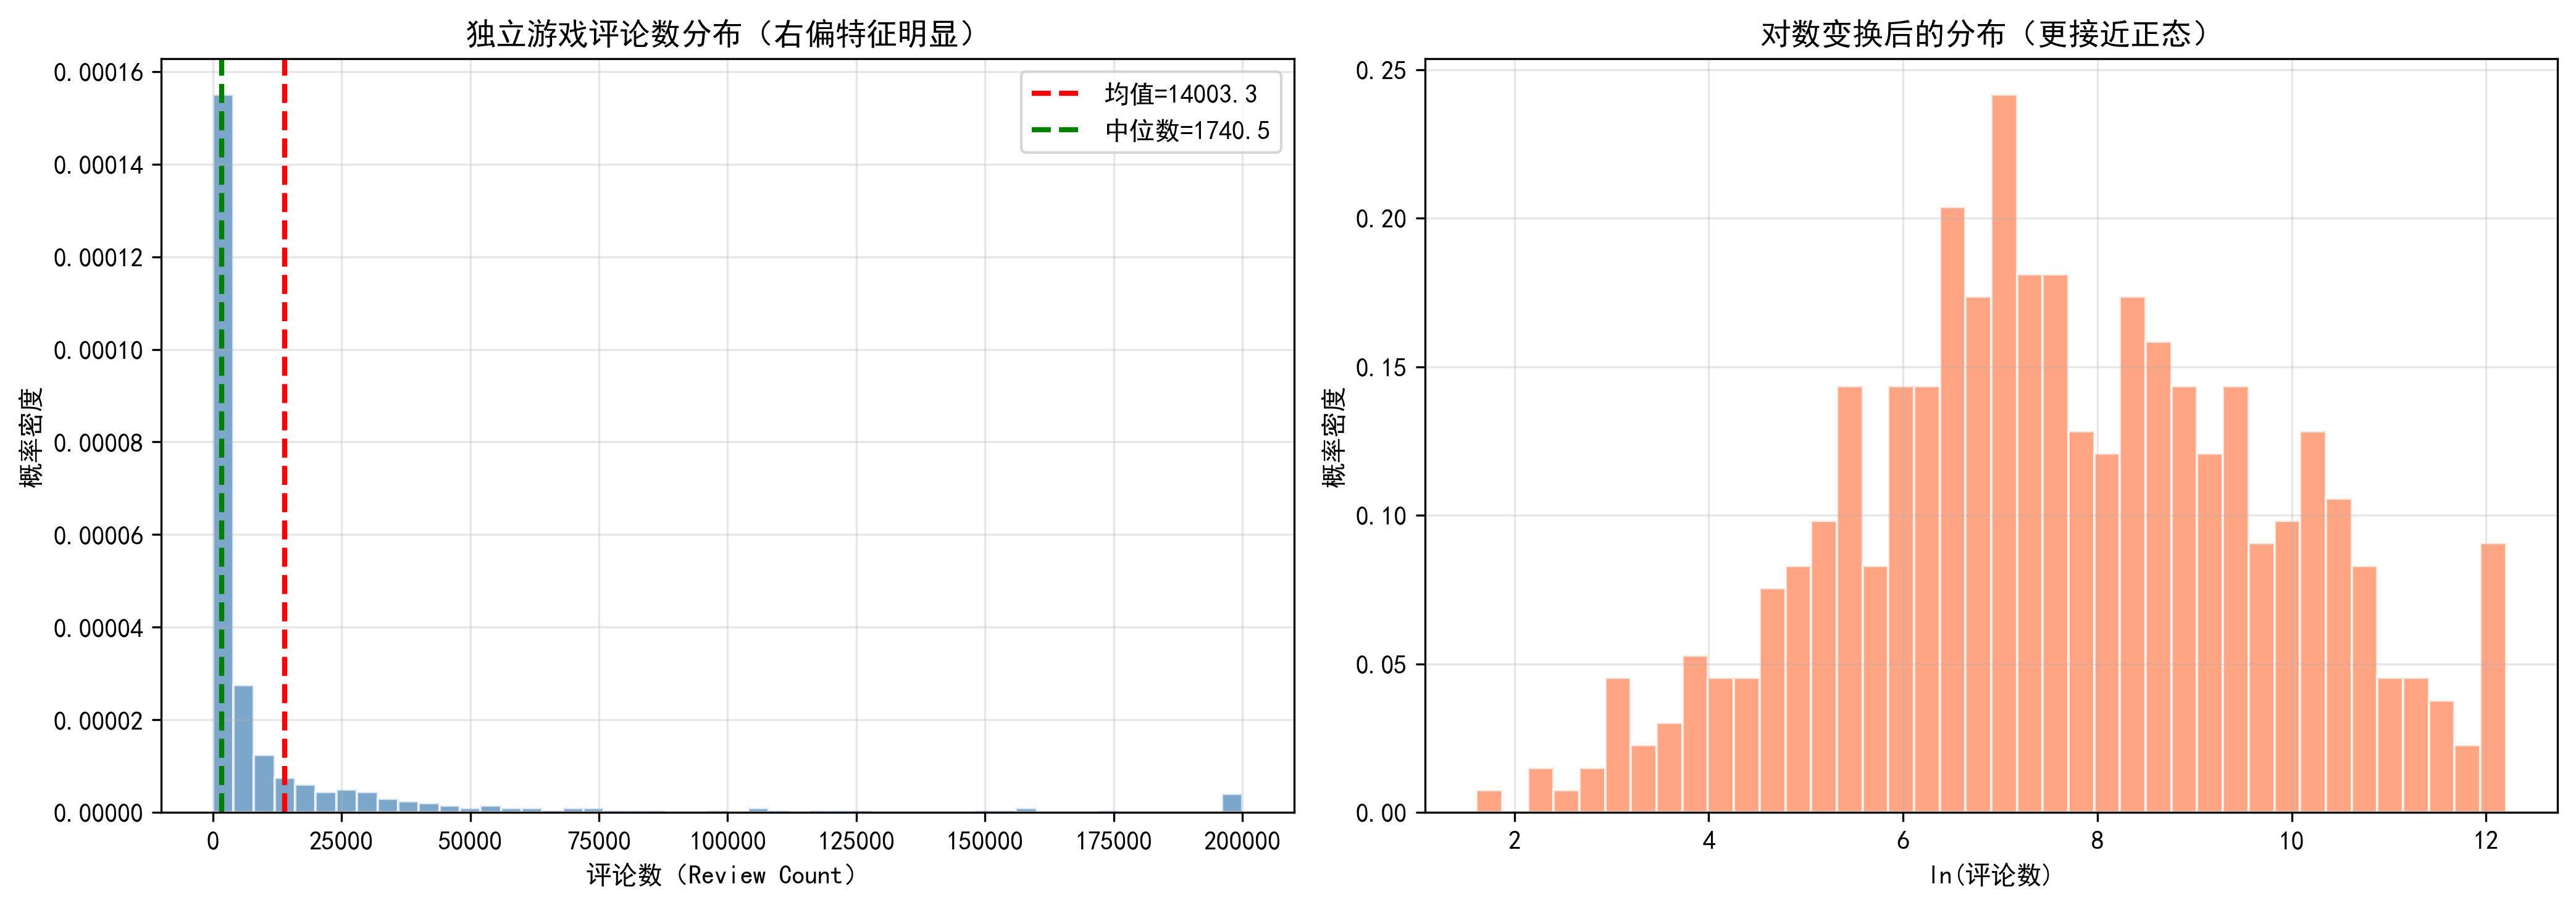 独立游戏评论数分布（右偏特征明显）
0.00016
0.00014
0.00012
0.00010
0.00008
0.00006
0.00004
0.00002
0.00000
概率密度
均值=14003.3
中位数=1740.5
0 25000 50000 75000 100000 125000 150000 175000 200000
评论数（Review Count）
对数变换后的分布（更接近正态）
0.25
0.20
0.15
0.10
0.05
0.00
概率密度
2 4 6 8 10 12
ln(评论数)